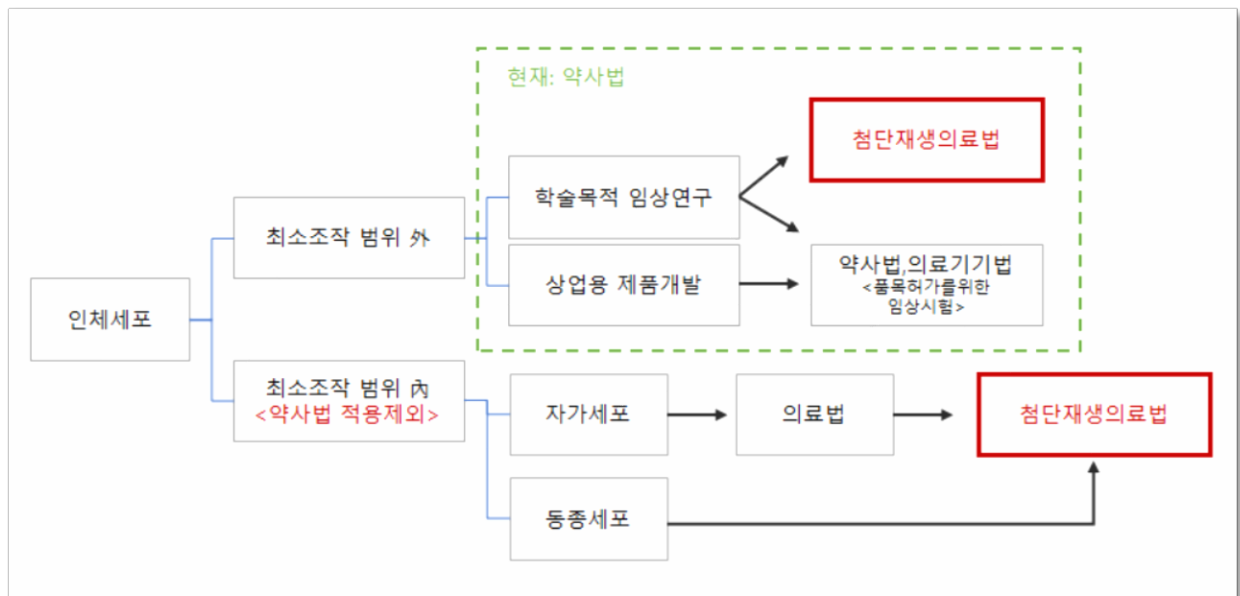 현재: 약사법
첨단재생의료법
학술목적 임상연구
최소조작 범위 外
상업용 제품개발
약사법,의료기기법
<품목허가를위한
임상시험>
인체세포
최소조작 범위 內
<약사법 적용제외>
자가세포
의료법
첨단재생의료법
동종세포